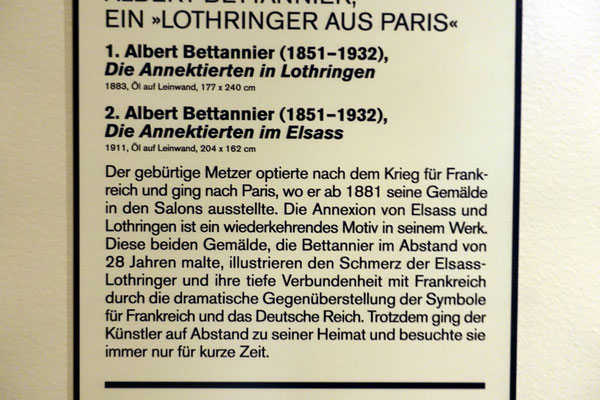 ALBERT BETTANNIER,
EIN »LOTHRINGER AUS PARIS«
1. Albert Bettannier (1851–1932),
Die Annektierten in Lothringen
1883, Öl auf Leinwand, 177 x 240 cm
2. Albert Bettannier (1851–1932),
Die Annektierten im Elsass
1911, Öl auf Leinwand, 204 x 162 cm
Der gebürtige Metzer optierte nach dem Krieg für Frank-
reich und ging nach Paris, wo er ab 1881 seine Gemälde
in den Salons ausstellte. Die Annexion von Elsass und
Lothringen ist ein wiederkehrendes Motiv in seinem Werk.
Diese beiden Gemälde, die Bettannier im Abstand von
28 Jahren malte, illustrieren den Schmerz der Elsass-
Lothringer und ihre tiefe Verbundenheit mit Frankreich
durch die dramatische Gegenüberstellung der Symbole
für Frankreich und das Deutsche Reich. Trotzdem ging der
Künstler auf Abstand zu seiner Heimat und besuchte sie
immer nur für kurze Zeit.